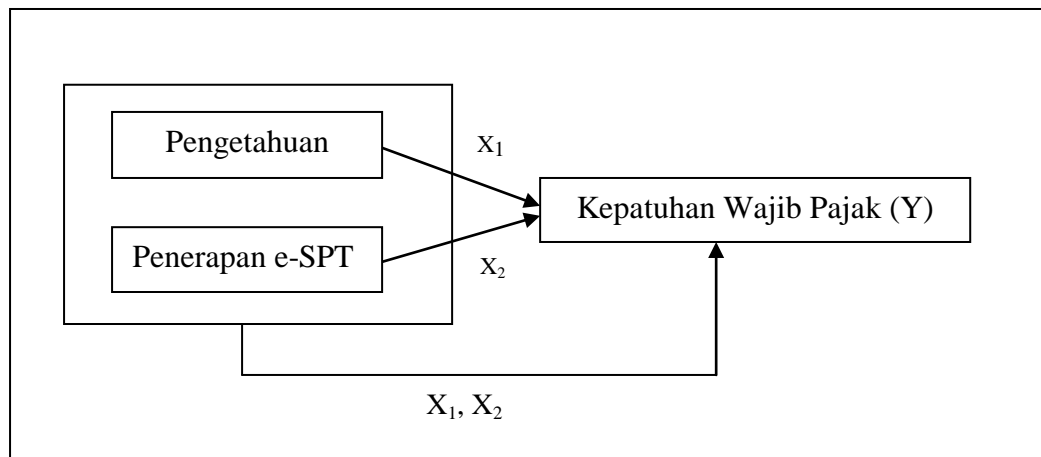 Pengetahuan
X₁
Kepatuhan Wajib Pajak (Y)
Penerapan e-SPT
X₂
X₁, X₂